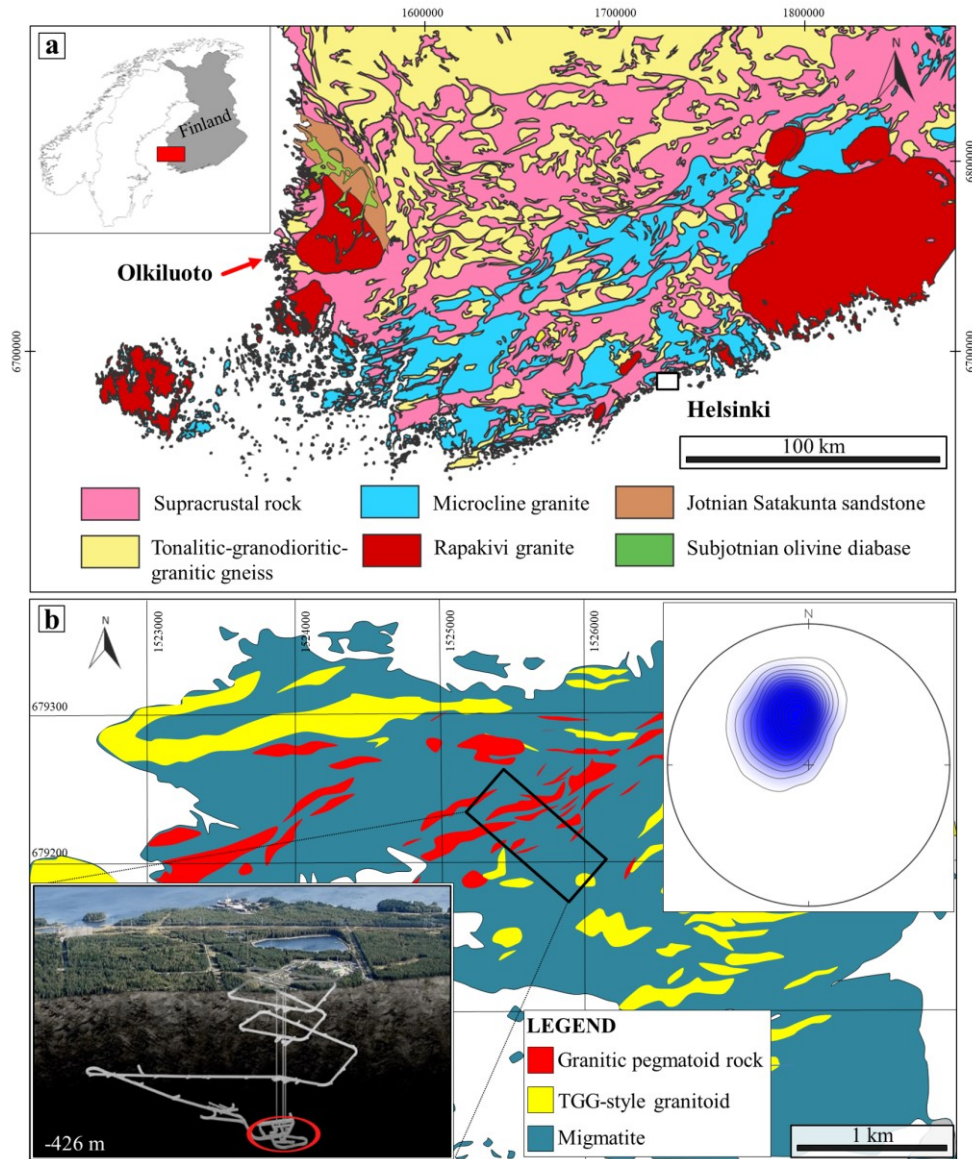 a
1600000
1700000
1800000
N
Finland
6800000
Olkiluoto
6700000
6700000
Helsinki
100 km
Supracrustal rock
Microcline granite
Jotnian Satakunta sandstone
Tonalitic-granodioritic-
granitic gneiss
Rapakivi granite
Subjotnian olivine diabase
b
N
1523000
1524000
1525000
1526000
N
679300
679200
LEGEND
Granitic pegmatoid rock
TGG-style granitoid
Migmatite
1 km
-426 m